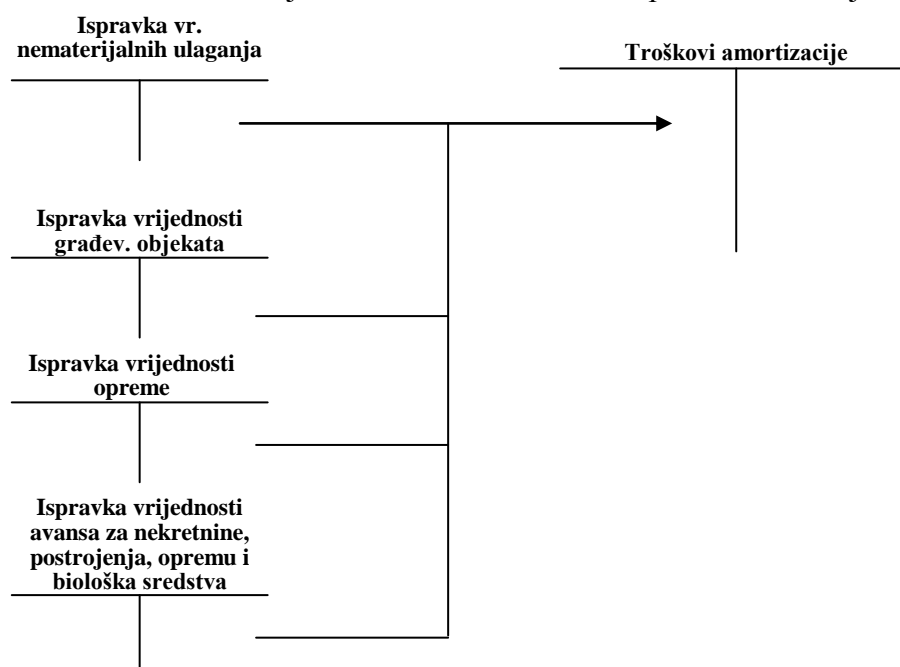 Ispravka vr.
nematerijalnih ulaganja
Troškovi amortizacije
Ispravka vrijednosti
građev. objekata
Ispravka vrijednosti
opreme
Ispravka vrijednosti
avansa za nekretnine,
postrojenja, opremu i
biološka sredstva